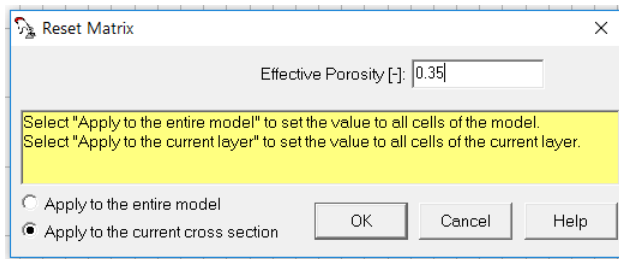 Reset Matrix
Effective Porosity [-]: 0.35
Select "Apply to the entire model" to set the value to all cells of the model.
Select "Apply to the current layer" to set the value to all cells of the current layer.
Apply to the entire model
Apply to the current cross section
OK Cancel Help